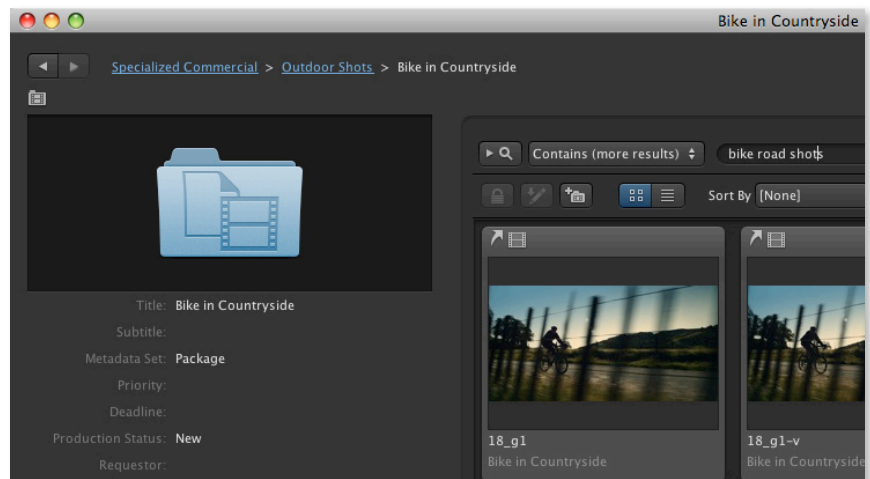 Bike in Countryside
Specialized Commercial > Outdoor Shots > Bike in Countryside
Contains (more results) bike road shots
Sort By [None]
Title: Bike in Countryside
Subtitle:
Metadata Set: Package
Priority:
Deadline:
Production Status: New
Requestor:
18_g1 18_g1-v
Bike in Countryside Bike in Countryside